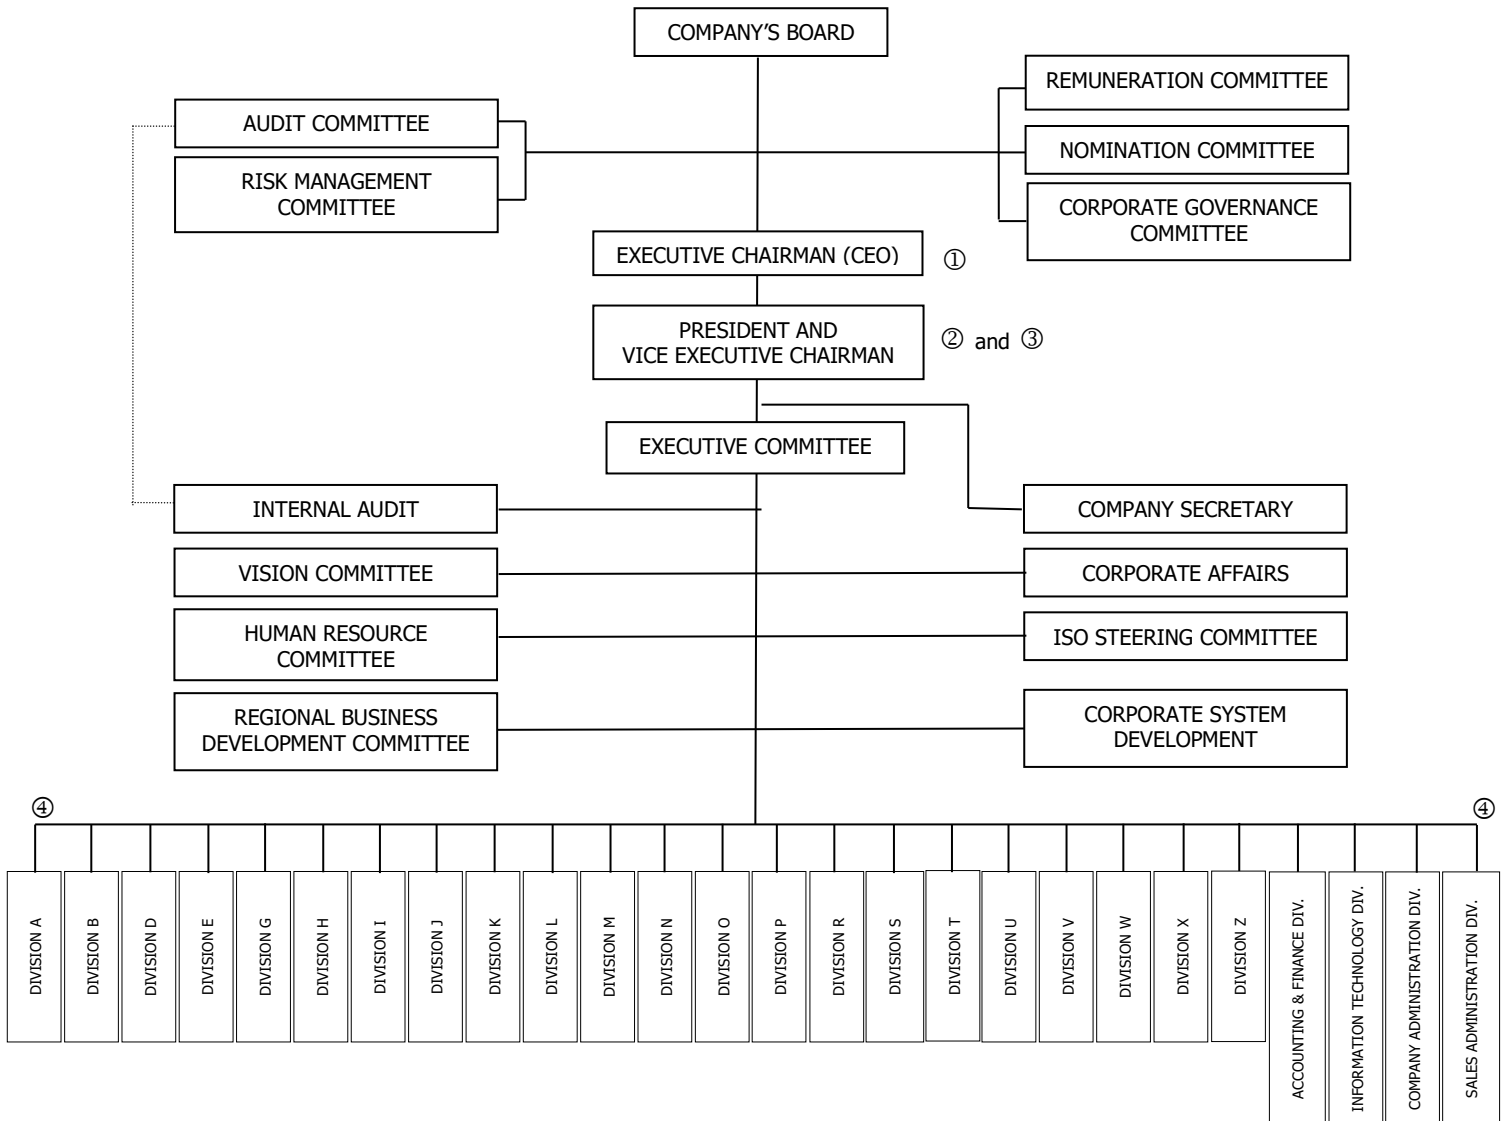 COMPANY’S BOARD
REMUNERATION COMMITTEE
AUDIT COMMITTEE
NOMINATION COMMITTEE
RISK MANAGEMENT
COMMITTEE
CORPORATE GOVERNANCE
COMMITTEE
EXECUTIVE CHAIRMAN (CEO)
①
PRESIDENT AND
VICE EXECUTIVE CHAIRMAN
② and ③
EXECUTIVE COMMITTEE
INTERNAL AUDIT
COMPANY SECRETARY
VISION COMMITTEE
CORPORATE AFFAIRS
HUMAN RESOURCE
COMMITTEE
ISO STEERING COMMITTEE
REGIONAL BUSINESS
DEVELOPMENT COMMITTEE
CORPORATE SYSTEM
DEVELOPMENT
④
④
DIVISION A
DIVISION B
DIVISION D
DIVISION E
DIVISION G
DIVISION H
DIVISION I
DIVISION J
DIVISION K
DIVISION L
DIVISION M
DIVISION N
DIVISION O
DIVISION P
DIVISION R
DIVISION S
DIVISION T
DIVISION U
DIVISION V
DIVISION W
DIVISION X
DIVISION Z
ACCOUNTING & FINANCE DIV.
INFORMATION TECHNOLOGY DIV.
COMPANY ADMINISTRATION DIV.
SALES ADMINISTRATION DIV.